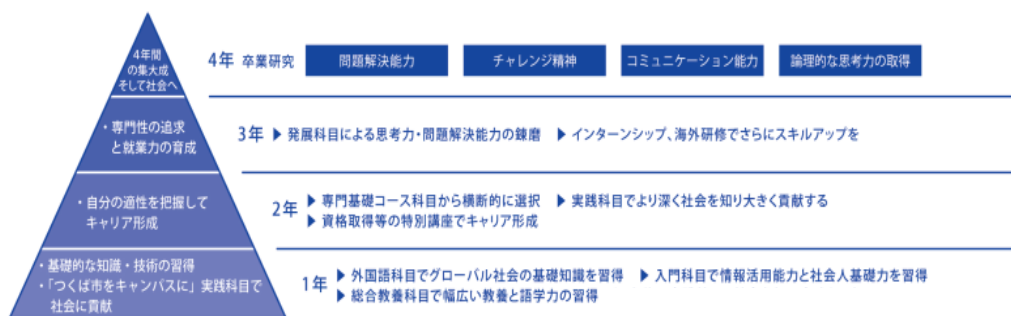 4年間
の集大成
そして社会へ
4年 卒業研究 問題解決能力 チャレンジ精神 コミュニケーション能力 論理的な思考力の取得
・専門性の追求
と就業力の育成
3年 ▶ 発展科目による思考力・問題解決能力の錬磨 ▶ インターンシップ、海外研修でさらにスキルアップを
・自分の適性を把握して
キャリア形成
2年 ▶ 専門基礎コース科目から横断的に選択 ▶ 実践科目でより深く社会を知り大きく貢献する
▶ 資格取得等の特別講座でキャリア形成
・基礎的な知識・技術の習得
・「つくば市をキャンパスに」実践科目で
社会に貢献
1年 ▶ 外国語科目でグローバル社会の基礎知識を習得 ▶ 入門科目で情報活用能力と社会人基礎力を習得
▶ 総合教養科目で幅広い教養と語学力の習得